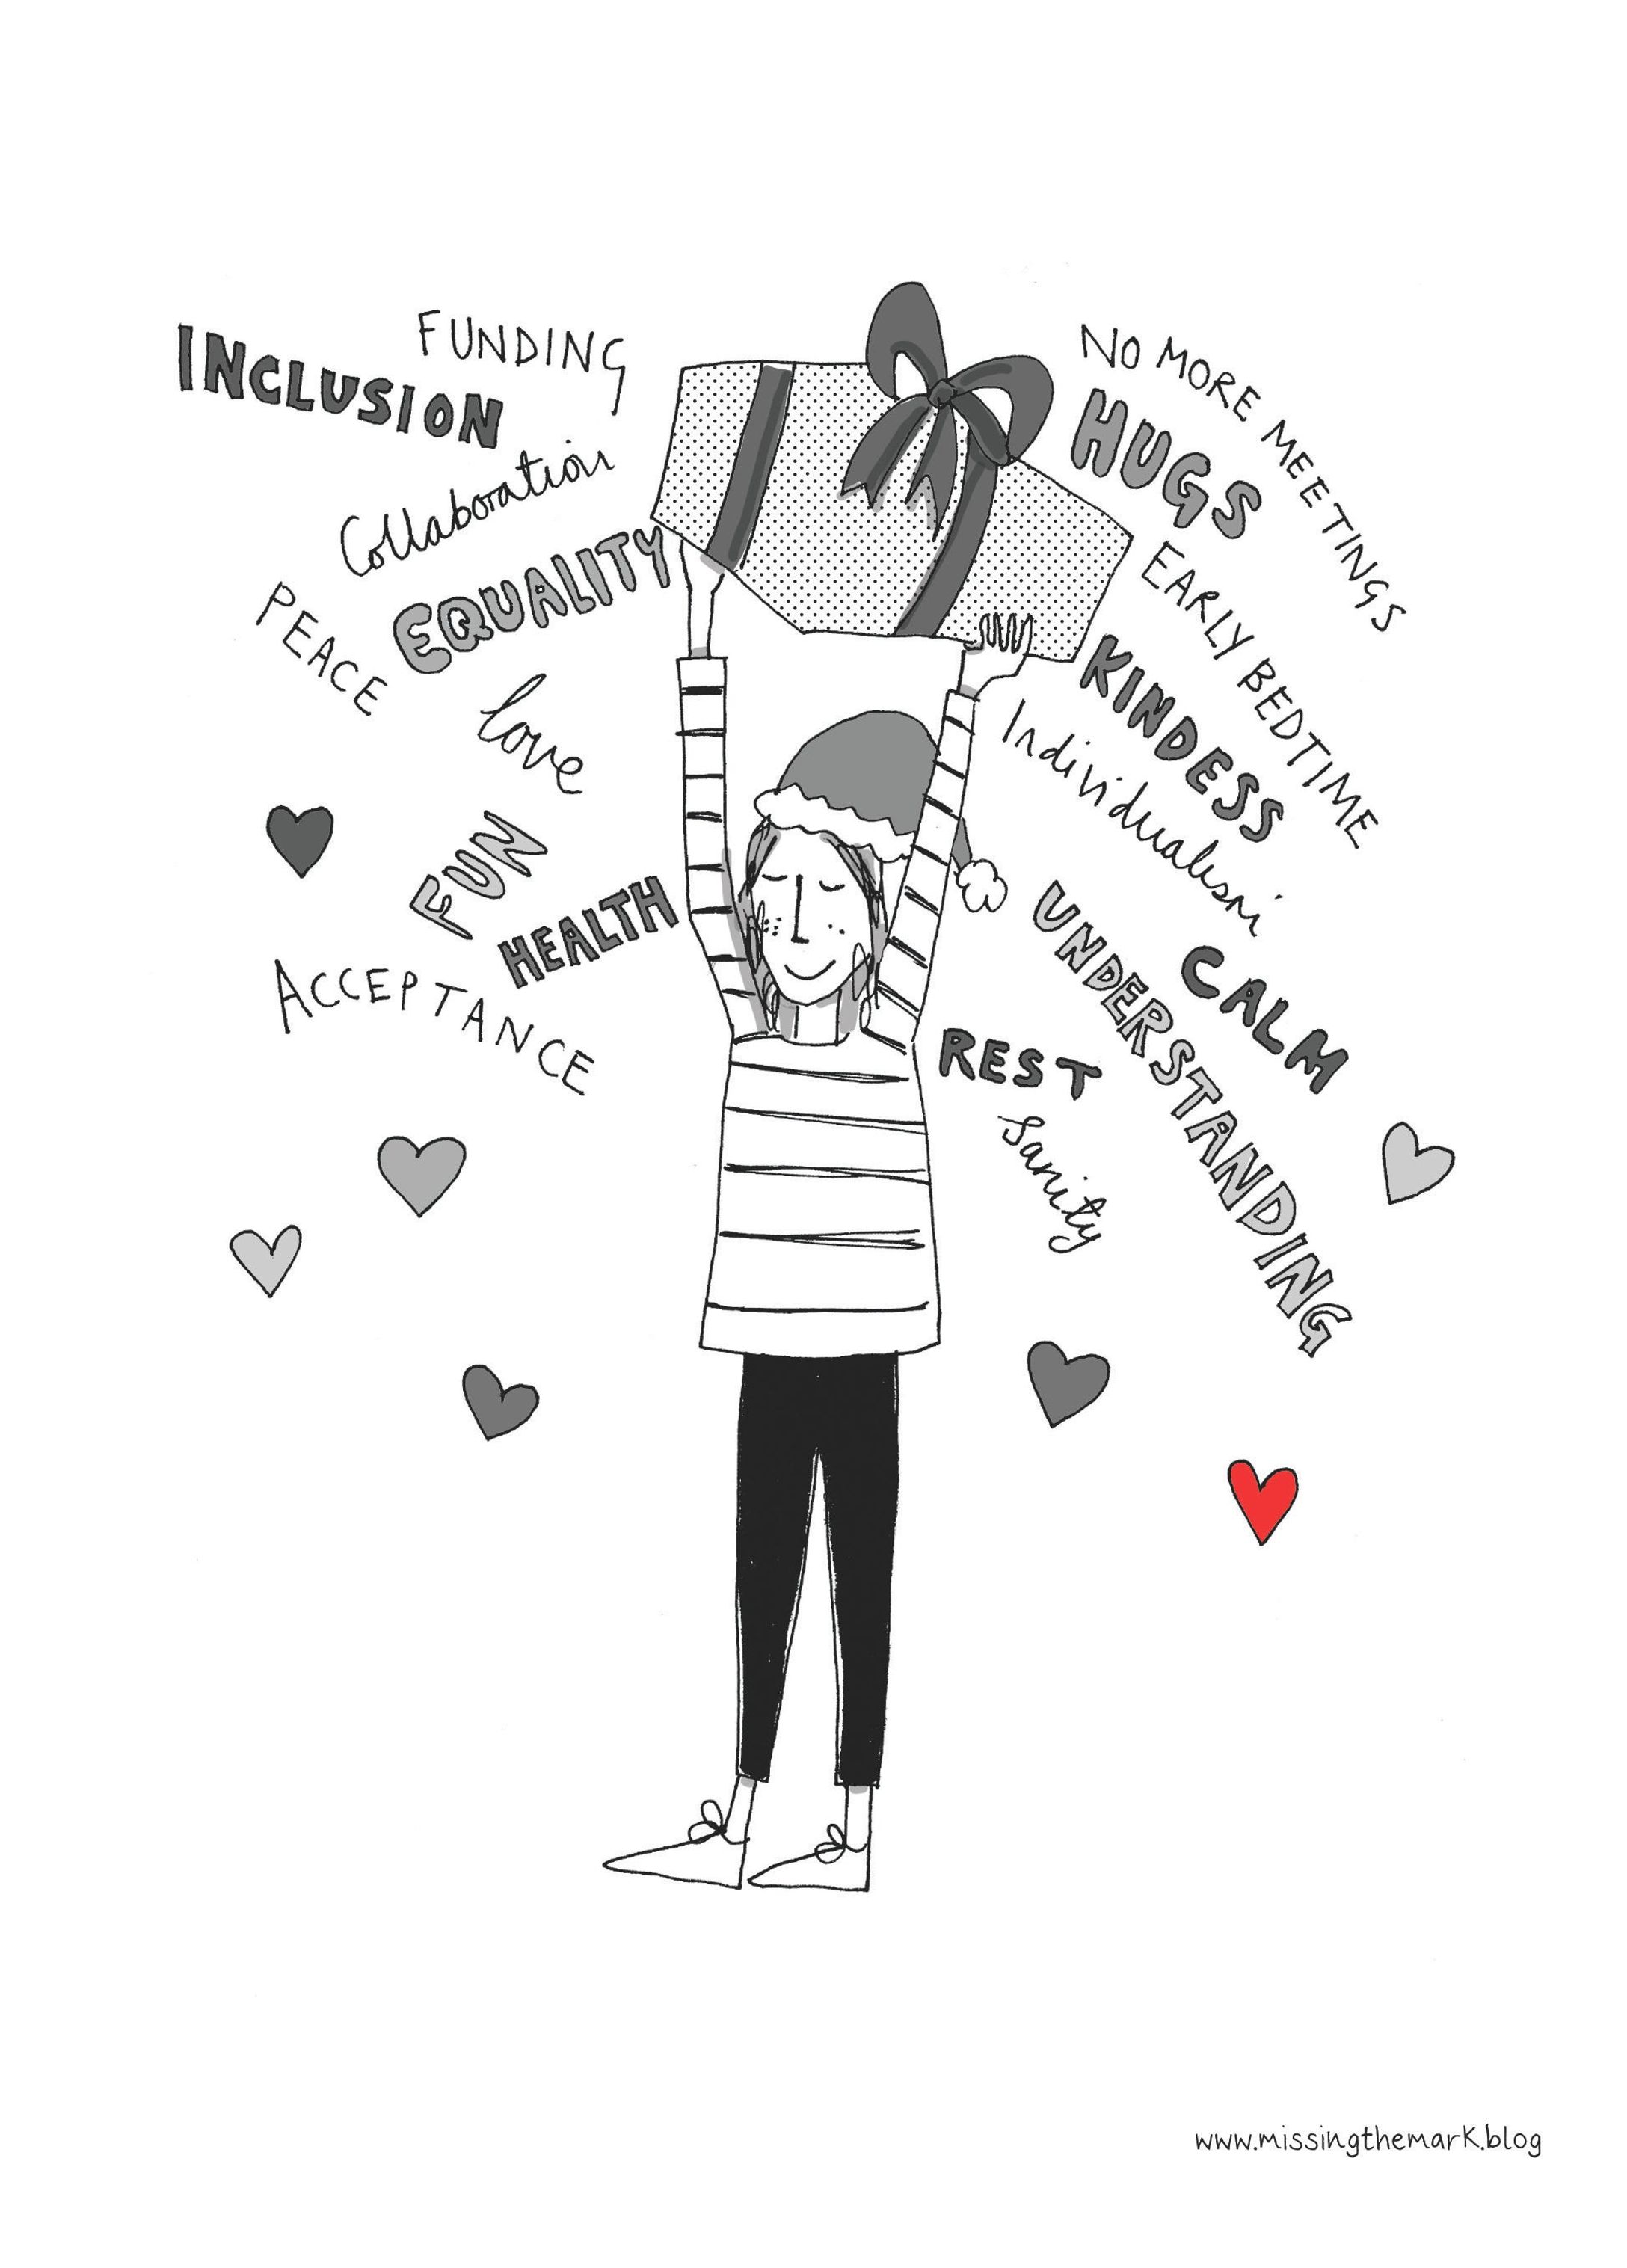 FUNDING
INCLUSION
Collaboration
EQUALITY
PEACE
love
FUN
HEALTH
ACCEPTANCE
NO MORE MEETINGS
HUGS
EARLY BEDTIME
KINDESS
Individualism
UNDERSTANDING
CALM
REST
Sanity
www.missingthemark.blog